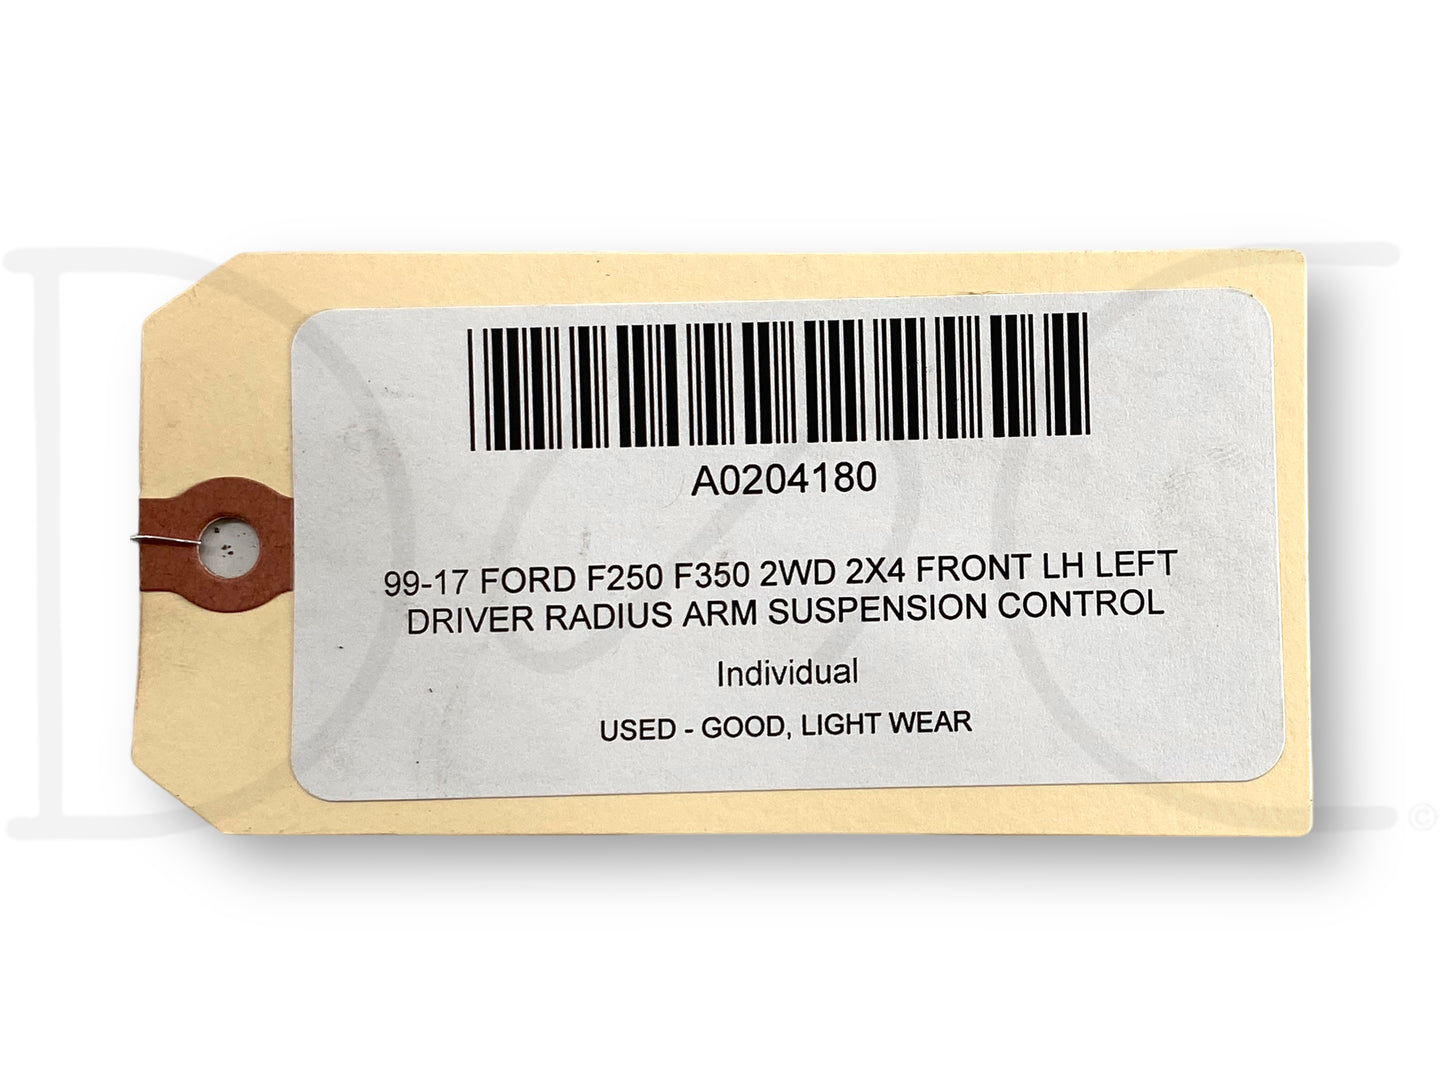 A0204180
99-17 FORD F250 F350 2WD 2X4 FRONT LH LEFT
DRIVER RADIUS ARM SUSPENSION CONTROL
Individual
USED - GOOD, LIGHT WEAR
©